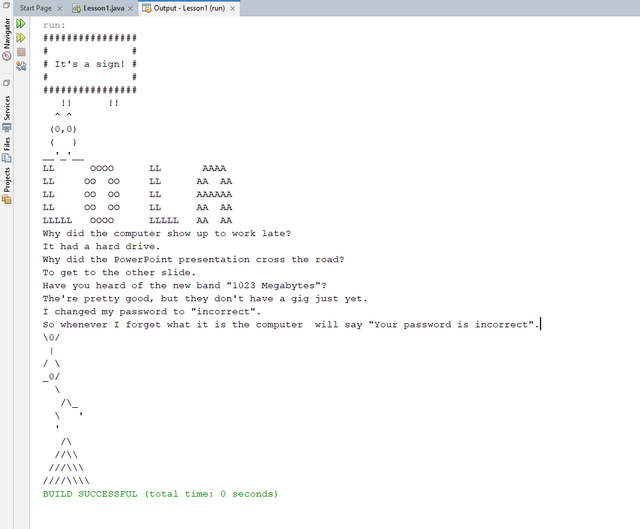 Start Page
Lesson1.java
Output - Lesson1 (run)
Navigator
Services
Files
Projects
run:
################
#              #
# It's a sign! #
#              #
################
   !!      !!
  ^ ^
 (0,0)
 (   )
__'_'__
LL      OOOO      LL       AAAA
LL     OO  OO     LL      AA  AA
LL     OO  OO     LL      AAAAAA
LL     OO  OO     LL      AA  AA
LLLLL   OOOO      LLLLL   AA  AA
Why did the computer show up to work late?
It had a hard drive.
Why did the PowerPoint presentation cross the road?
To get to the other slide.
Have you heard of the new band "1023 Megabytes"?
The're pretty good, but they don't have a gig just yet.
I changed my password to "incorrect".
So whenever I forget what it is the computer  will say "Your password is incorrect".
\0/
 |
/ \
_0/
  \
   /\_
  \   '
  '
   /\
  //\\
 ///\\\
////\\\\
BUILD SUCCESSFUL (total time: 0 seconds)